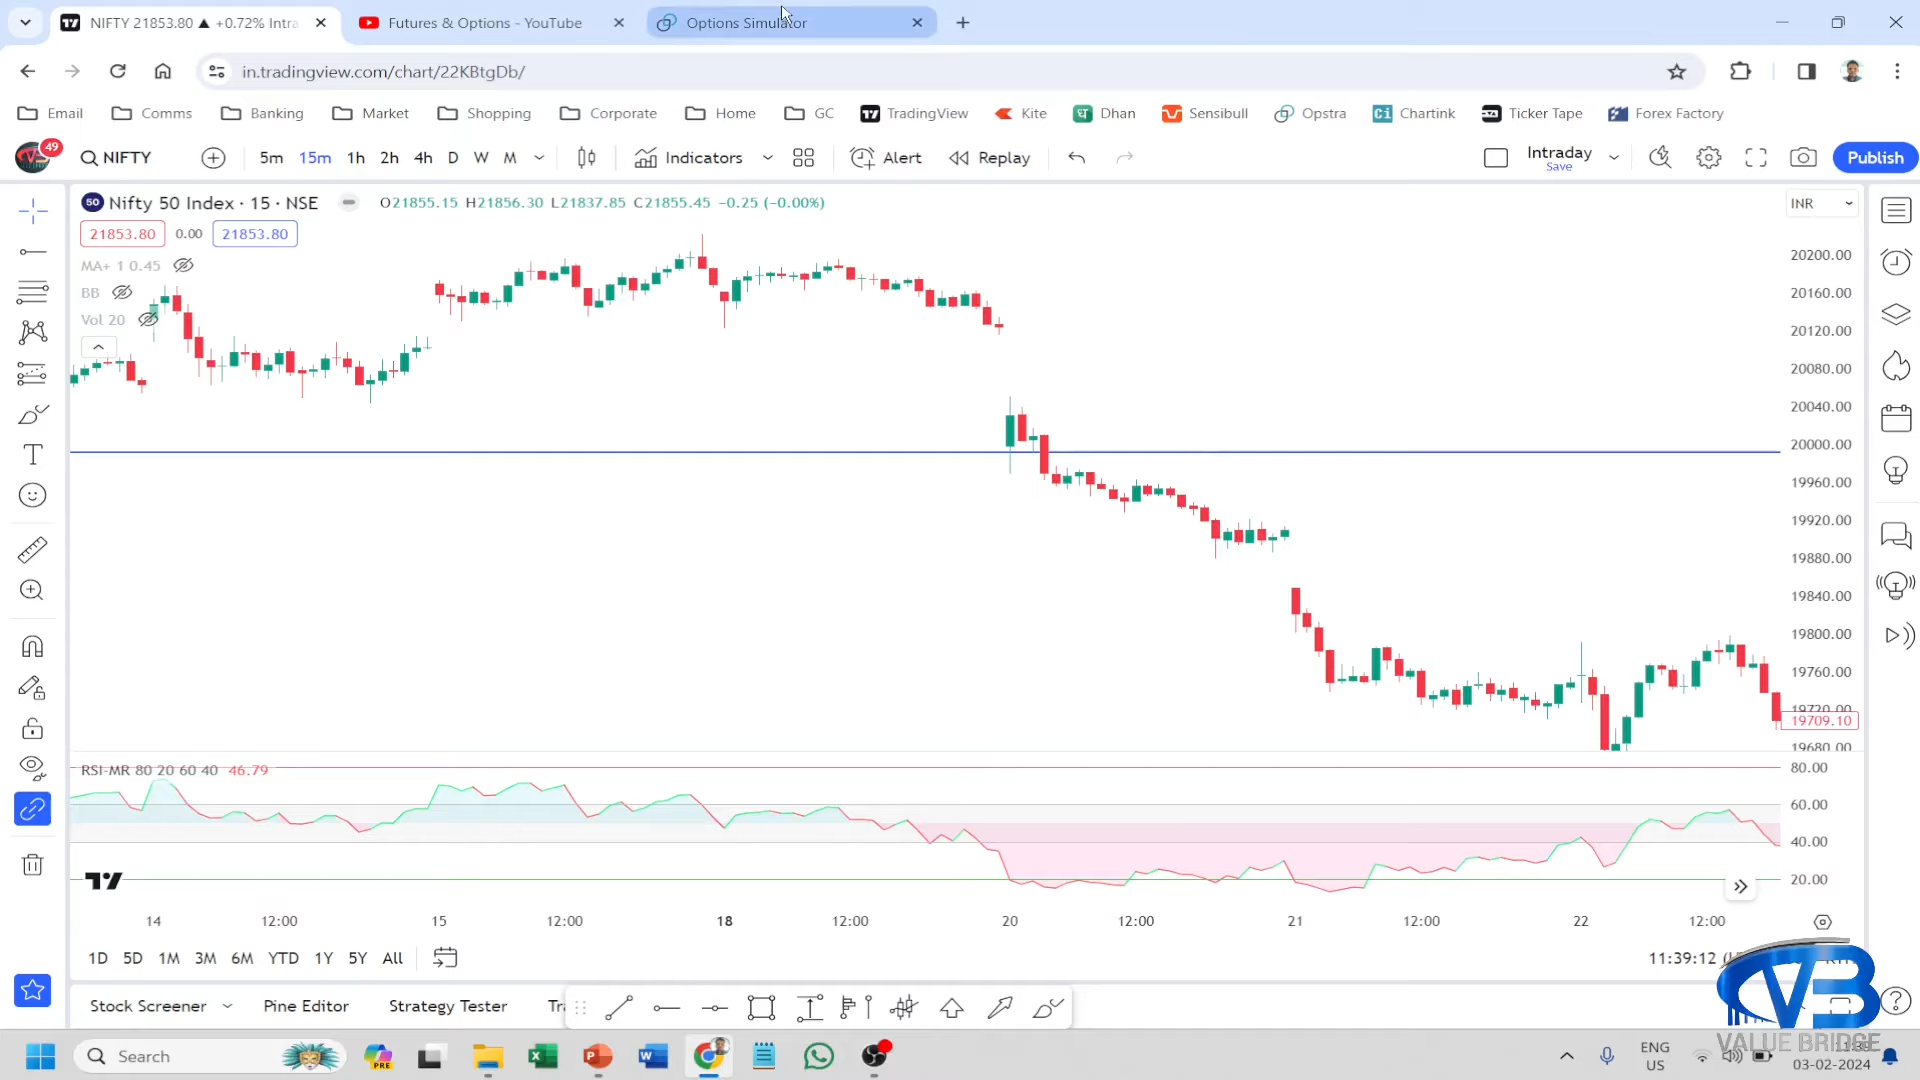 NIFTY 21853.80 ▲ +0.72% Intra
Futures & Options - YouTube
Options Simulator
in.tradingview.com/chart/22KBtgDb/
Email
Comms
Banking
Market
Shopping
Corporate
Home
GC
TradingView
Kite
Dhan
Sensibull
Opstra
Chartink
Ticker Tape
Forex Factory
49
NIFTY
5m
15m
1h
2h
4h
D
W
M
Indicators
Alert
Replay
Intraday
Save
Publish
50 Nifty 50 Index · 15 · NSE
O21855.15 H21856.30 L21837.85 C21855.45 −0.25 (−0.00%)
INR
21853.80
0.00
21853.80
MA+ 1 0.45
BB
Vol 20
20200.00
20160.00
20120.00
20080.00
20040.00
20000.00
19960.00
19920.00
19880.00
19840.00
19800.00
19760.00
19720.00
19709.10
19680.00
RSI-MR 80 20 60 40 46.79
80.00
60.00
40.00
20.00
14
12:00
15
12:00
18
12:00
20
12:00
21
12:00
22
12:00
1D
5D
1M
3M
6M
YTD
1Y
5Y
All
11:39:12
Stock Screener
Pine Editor
Strategy Tester
VB
VALUE BRIDGE
Search
PRE
ENG
US
03-02-2024